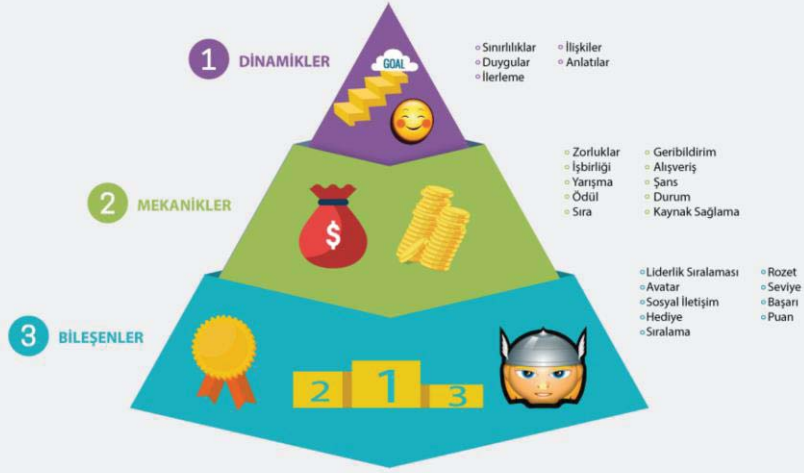 1 DİNAMİKLER
GOAL
Sınırlılıklar
Duygular
İlerleme
İlişkiler
Anlatılar
2 MEKANİKLER
$
Zorluklar
İşbirliği
Yarışma
Ödül
Sıra
Geribildirim
Alışveriş
Şans
Durum
Kaynak Sağlama
3 BİLEŞENLER
2 1 3
Liderlik Sıralaması
Avatar
Sosyal İletişim
Hediye
Sıralama
Rozet
Seviye
Başarı
Puan